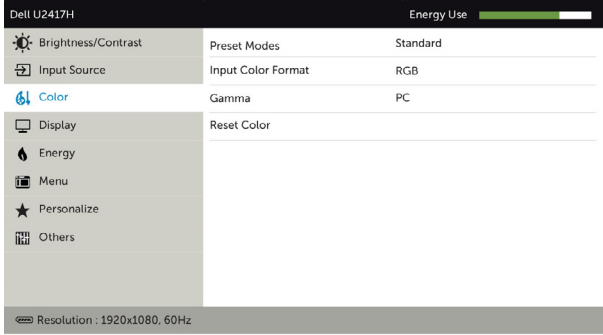 Dell U2417H Energy Use
Brightness/Contrast Preset Modes Standard
Input Source Input Color Format RGB
Color Gamma PC
Display Reset Color
Energy
Menu
Personalize
Others
Resolution : 1920x1080, 60Hz